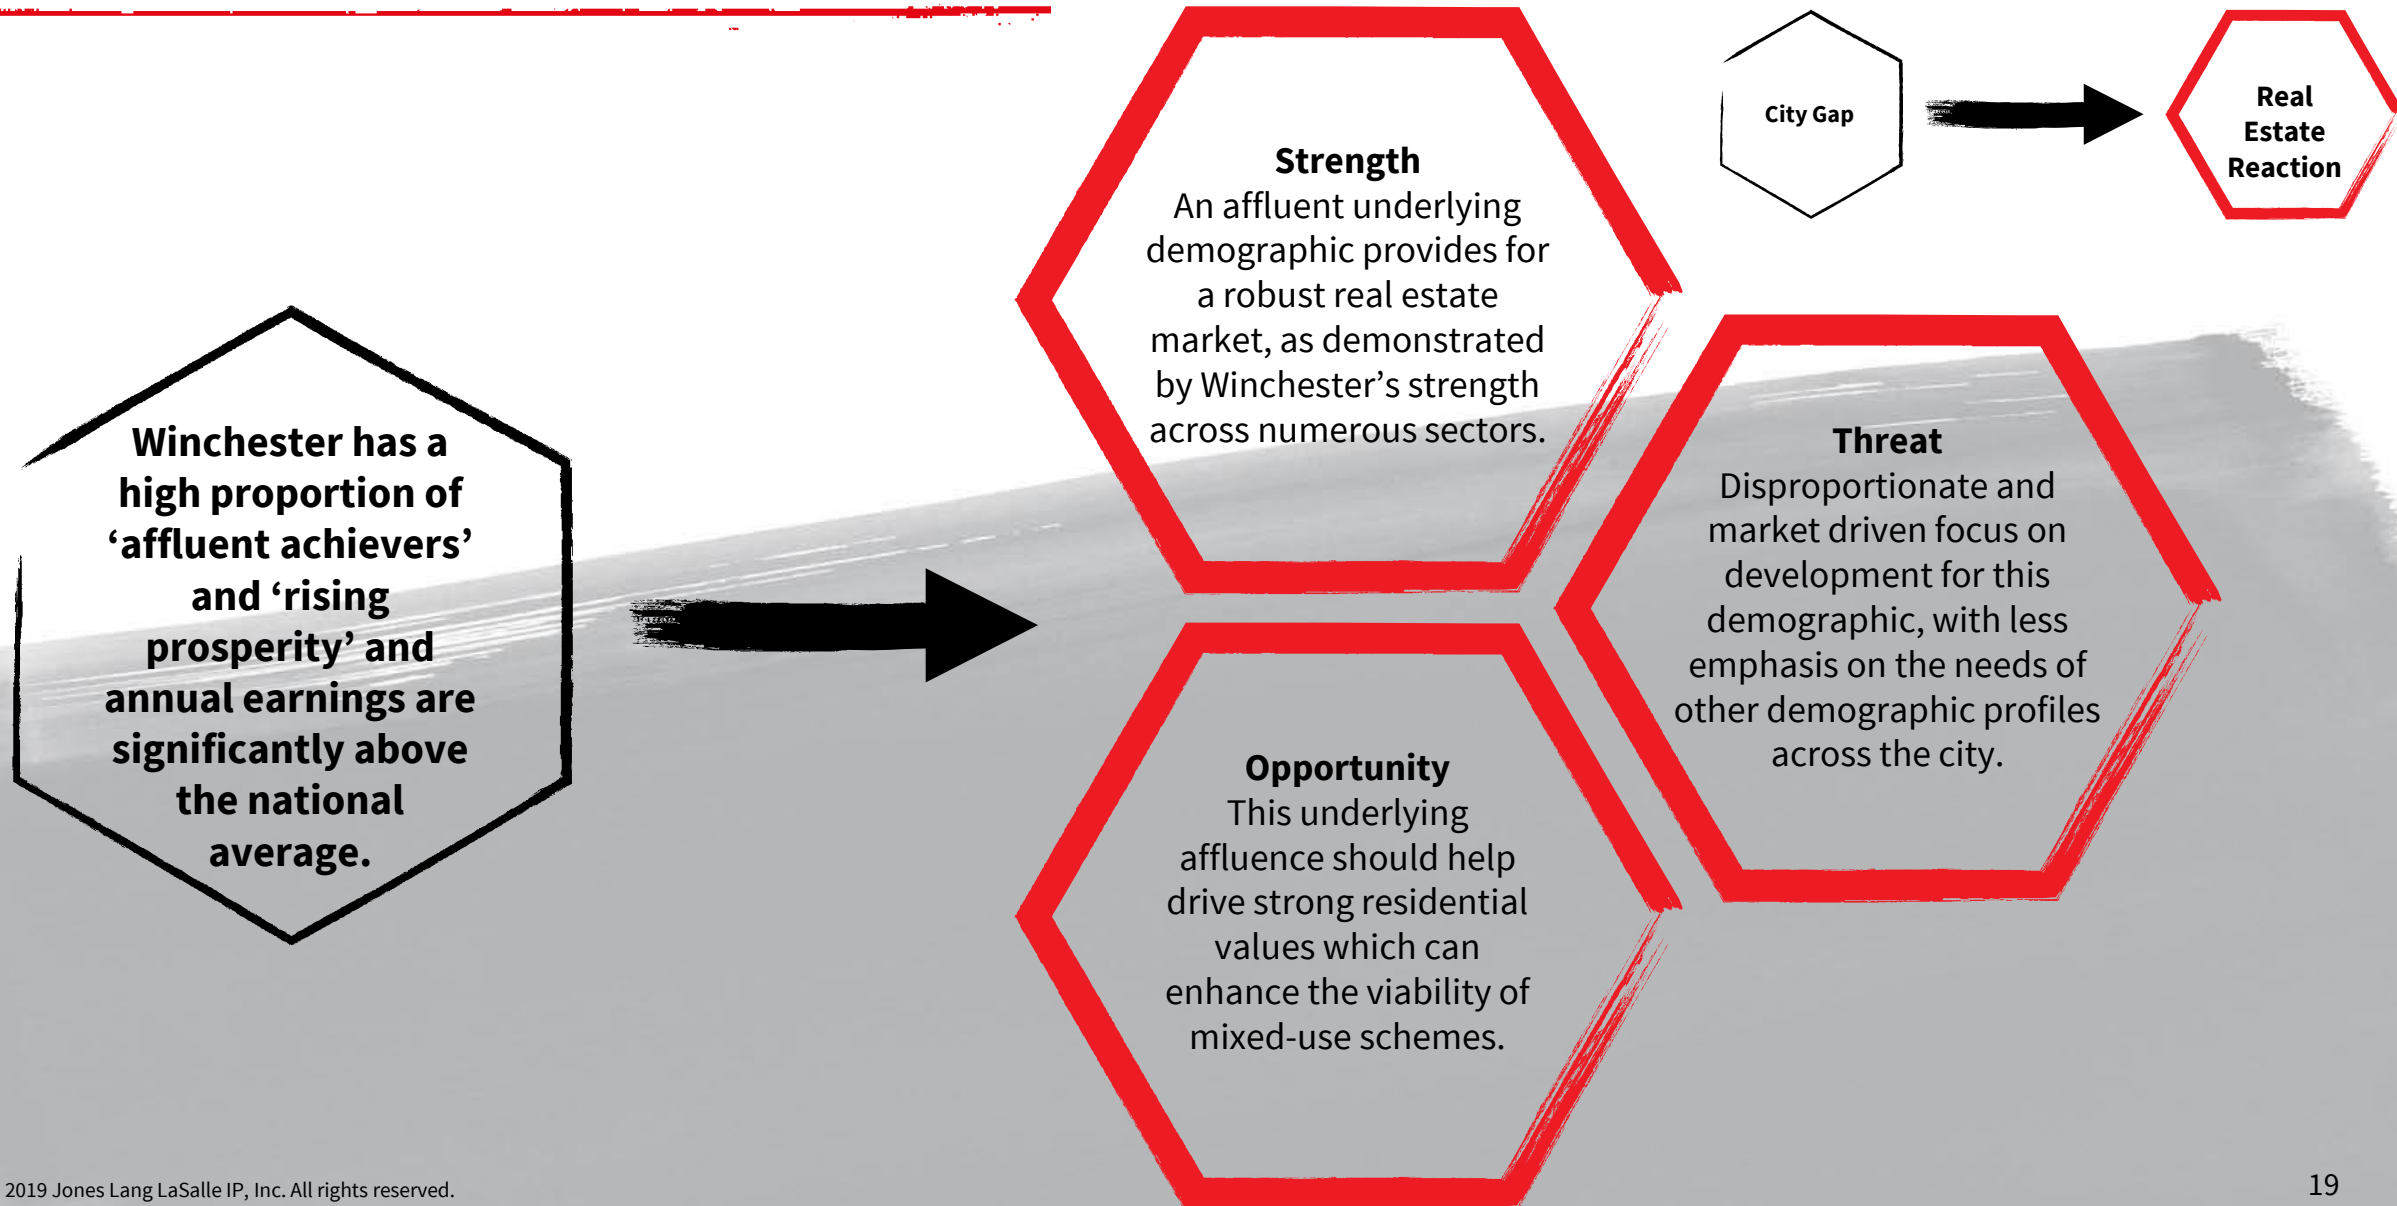 City Gap
Real
Estate
Reaction
Winchester has a
high proportion of
‘affluent achievers’
and ‘rising
prosperity’ and
annual earnings are
significantly above
the national
average.
Strength
An affluent underlying
demographic provides for
a robust real estate
market, as demonstrated
by Winchester’s strength
across numerous sectors.
Threat
Disproportionate and
market driven focus on
development for this
demographic, with less
emphasis on the needs of
other demographic profiles
across the city.
Opportunity
This underlying
affluence should help
drive strong residential
values which can
enhance the viability of
mixed-use schemes.
2019 Jones Lang LaSalle IP, Inc. All rights reserved.
19